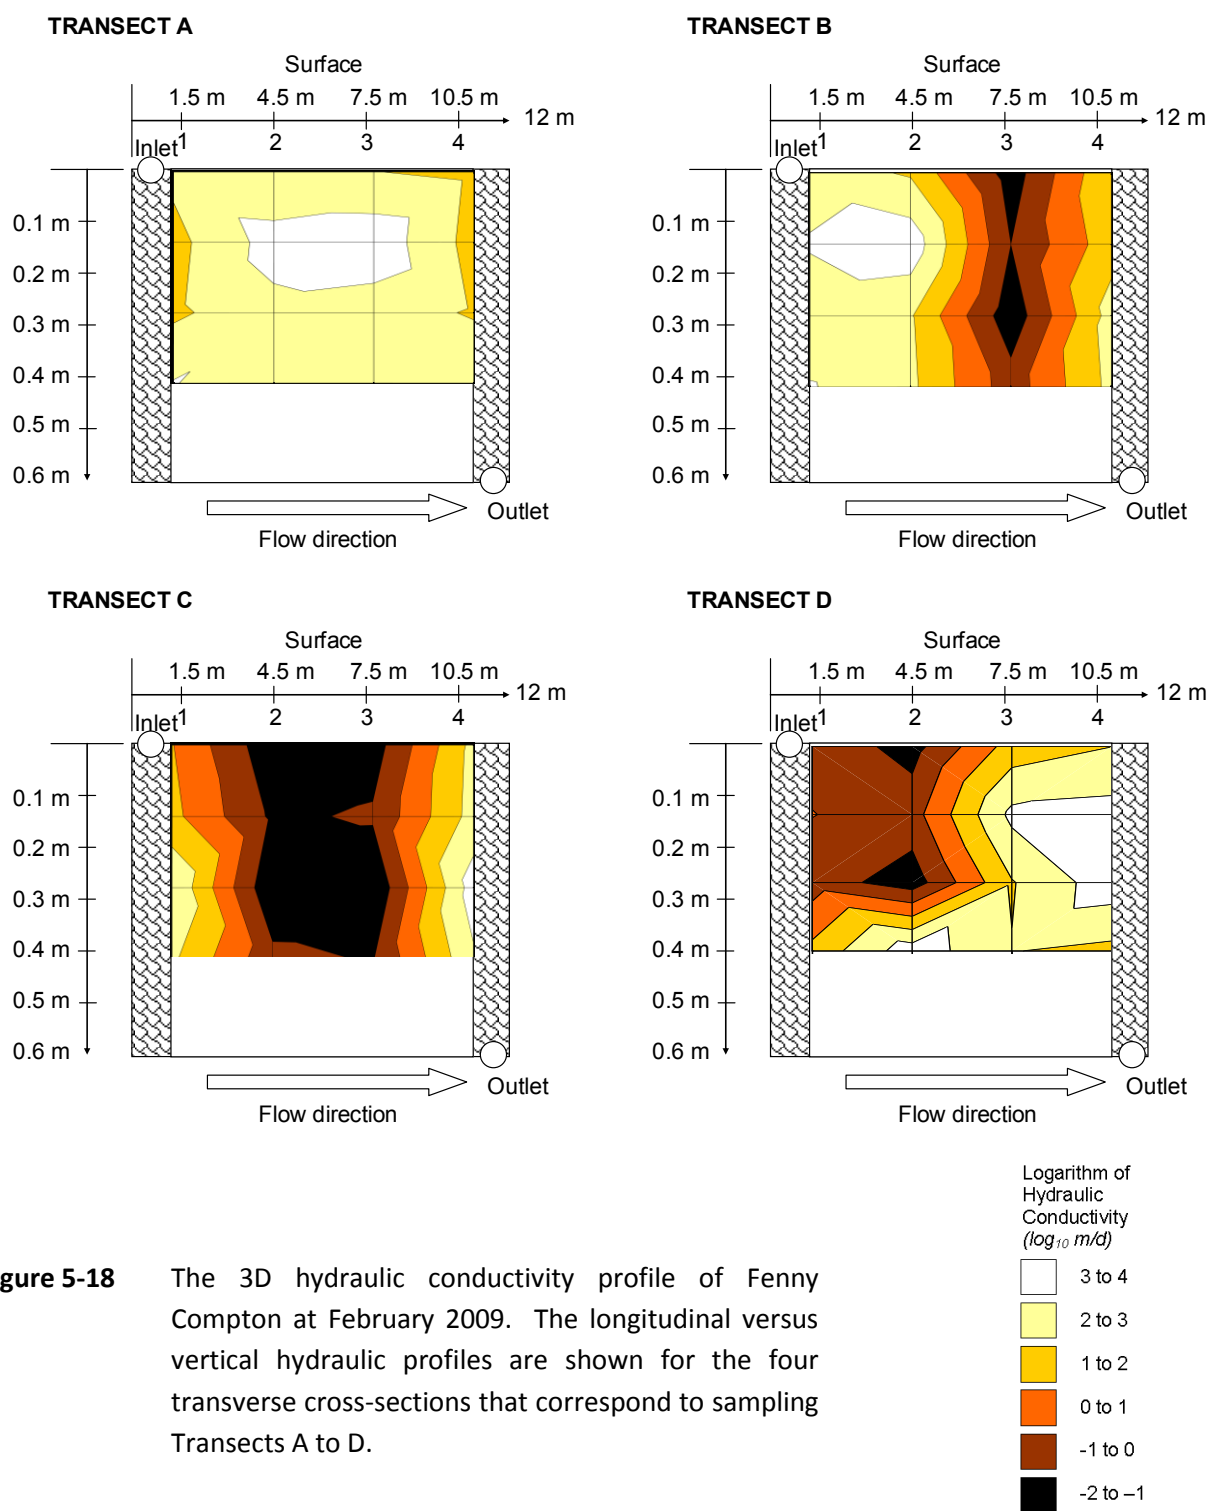 TRANSECT A
Surface
1.5 m 4.5 m 7.5 m 10.5 m
12 m
Inlet 1 2 3 4
0.1 m
0.2 m
0.3 m
0.4 m
0.5 m
0.6 m
Outlet
Flow direction
TRANSECT B
Surface
1.5 m 4.5 m 7.5 m 10.5 m
12 m
Inlet 1 2 3 4
0.1 m
0.2 m
0.3 m
0.4 m
0.5 m
0.6 m
Outlet
Flow direction
TRANSECT C
Surface
1.5 m 4.5 m 7.5 m 10.5 m
12 m
Inlet 1 2 3 4
0.1 m
0.2 m
0.3 m
0.4 m
0.5 m
0.6 m
Outlet
Flow direction
TRANSECT D
Surface
1.5 m 4.5 m 7.5 m 10.5 m
12 m
Inlet 1 2 3 4
0.1 m
0.2 m
0.3 m
0.4 m
0.5 m
0.6 m
Outlet
Flow direction
Logarithm of
Hydraulic
Conductivity
(log₁₀ m/d)
3 to 4
2 to 3
1 to 2
0 to 1
-1 to 0
-2 to –1
gure 5-18 The 3D hydraulic conductivity profile of Fenny
Compton at February 2009. The longitudinal versus
vertical hydraulic profiles are shown for the four
transverse cross-sections that correspond to sampling
Transects A to D.